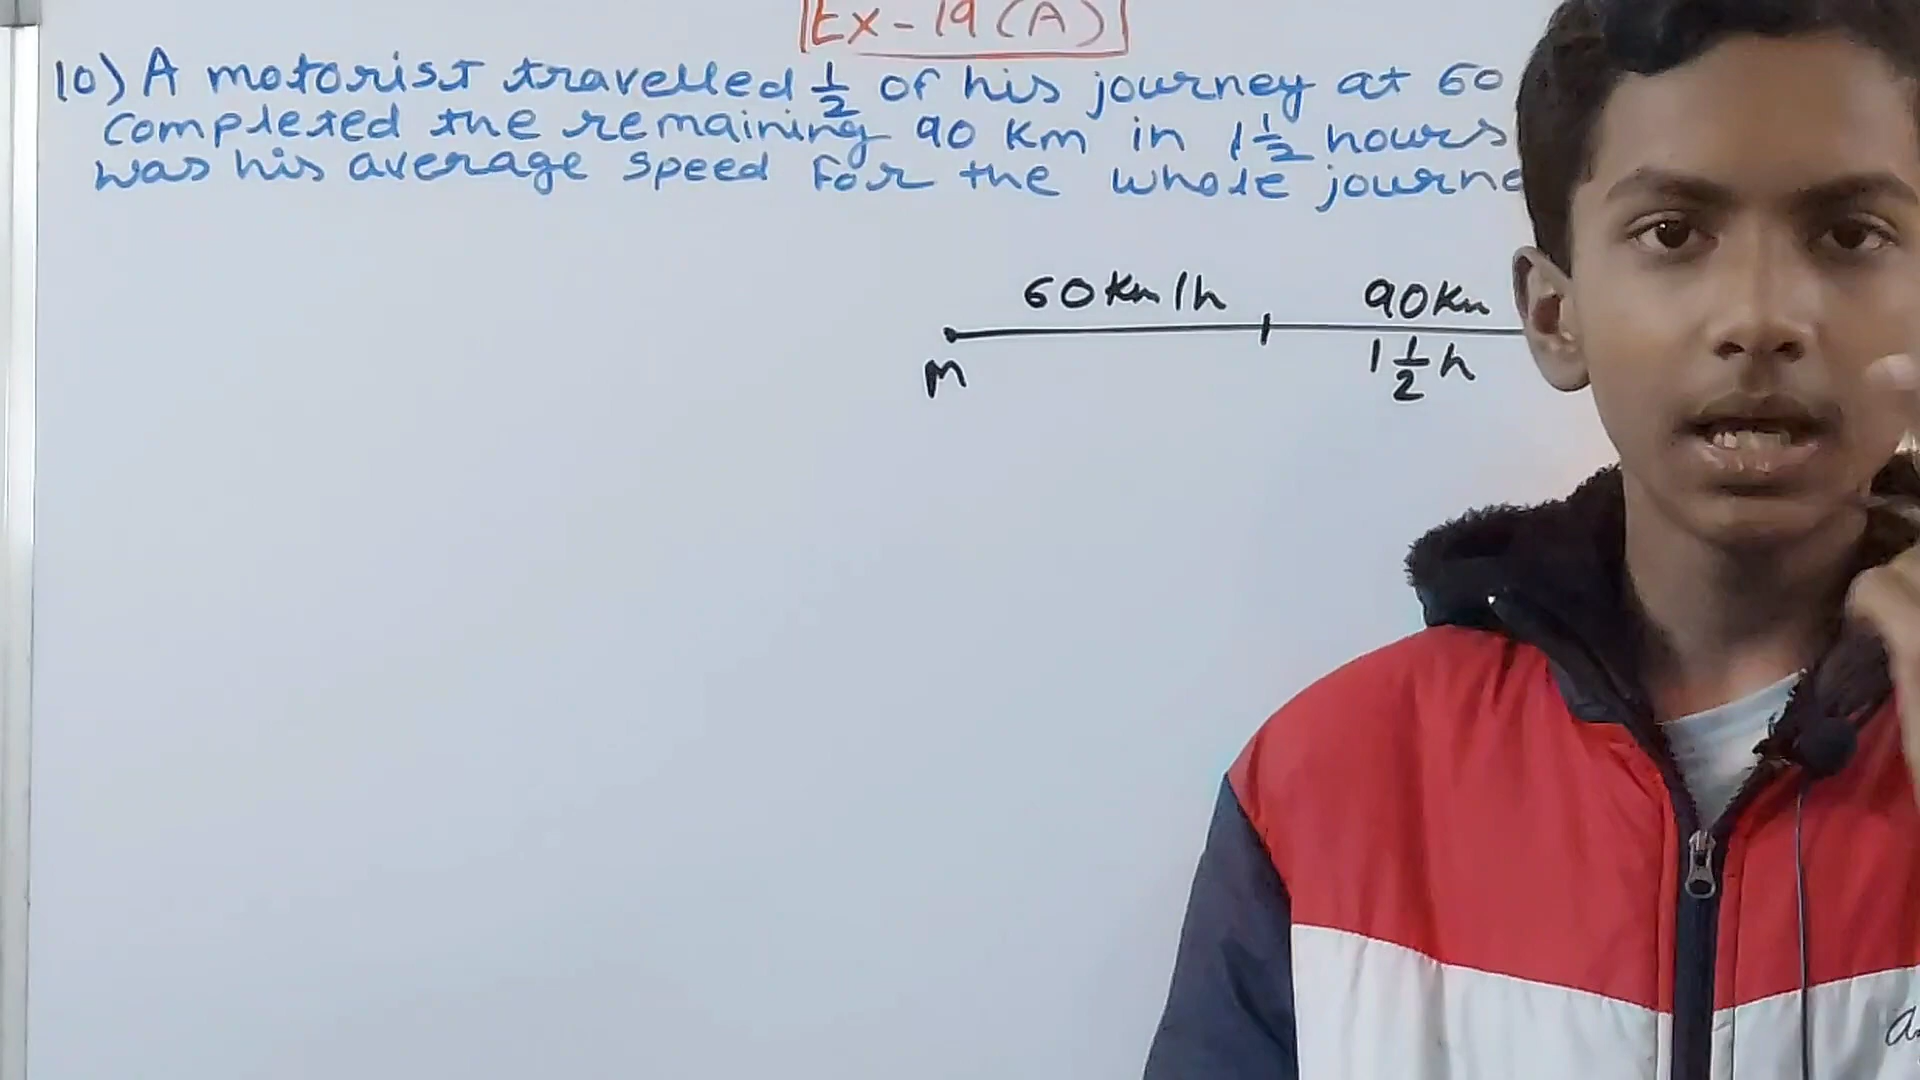 Ex - 19 (A)
10) A motorist travelled 1/2 of his journey at 60
completed the remaining 90 Km in 1 1/2 hours
was his average speed for the whole journe
60 Km/h 90 Km
M 1 1/2 h